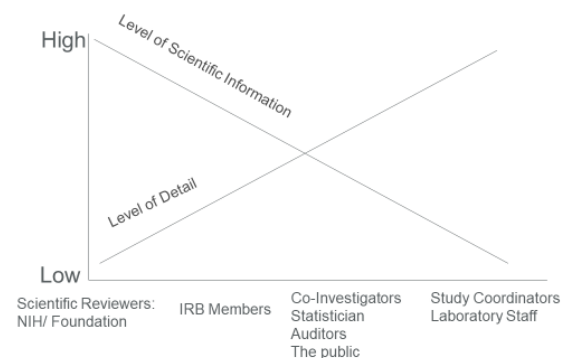 High
Level of Scientific Information
Level of Detail
Low
Scientific Reviewers:
NIH/ Foundation
IRB Members
Co-Investigators
Statistician
Auditors
The public
Study Coordinators
Laboratory Staff